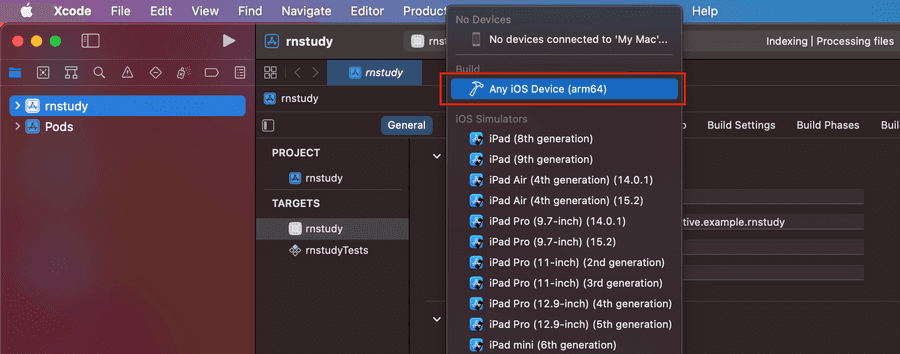 Xcode File Edit View Find Navigate Editor Product Help
rnstudy
No Devices
No devices connected to 'My Mac'...
Build
Any iOS Device (arm64)
iOS Simulators
iPad (8th generation)
iPad (9th generation)
iPad Air (4th generation) (14.0.1)
iPad Air (4th generation) (15.2)
iPad Pro (9.7-inch) (14.0.1)
iPad Pro (9.7-inch) (15.2)
iPad Pro (11-inch) (2nd generation)
iPad Pro (11-inch) (3rd generation)
iPad Pro (12.9-inch) (4th generation)
iPad Pro (12.9-inch) (5th generation)
iPad mini (6th generation)
Indexing | Processing files
rnstudy
rnstudy
rnstudy
Pods
General
Build Settings Build Phases
PROJECT
rnstudy
TARGETS
rnstudy
rnstudyTests
tive.example.rnstudy